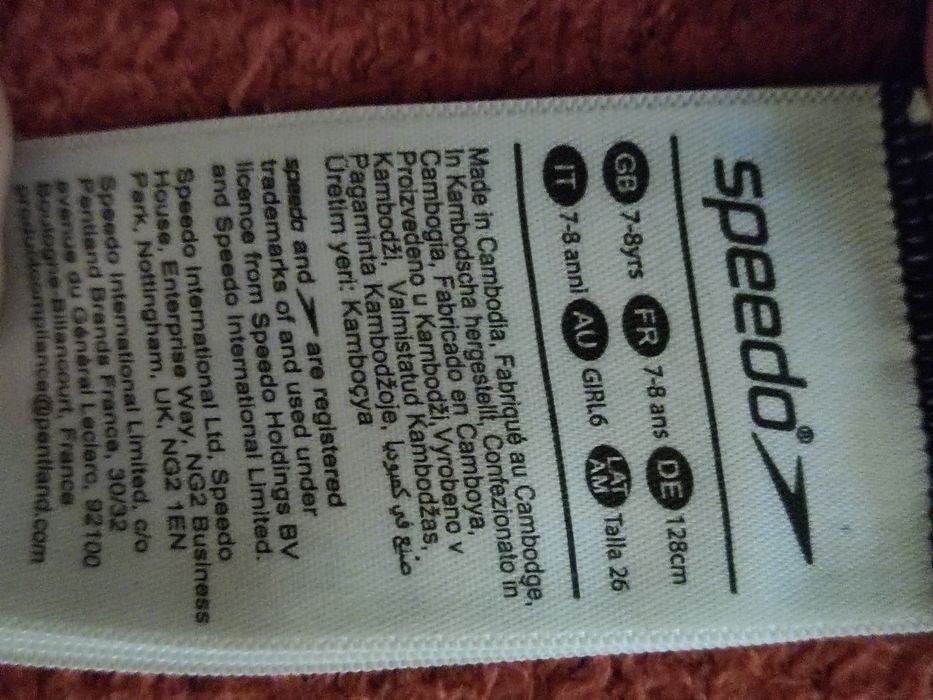 speedo®
GB 7-8yrs FR 7-8 ans DE 128cm
IT 7-8 anni AU GIRL6 LAT AM Talla 26
Made in Cambodia, Fabriqué au Cambodge,
In Kambodscha hergestellt, Confezionato in
Cambogia, Fabricado en Camboya,
Proizvedeno u Kambodži, Vyrobeno v
Kambodži, Valmistatud Kambodžas,
Pagaminta Kambodžoje, صنع في كمبوديا
Üretim yeri: Kamboçya
speedo and are registered
trademarks of and used under
licence from Speedo Holdings BV
and Speedo International Limited.
Speedo International Ltd, Speedo
House, Enterprise Way, NG2 Business
Park, Nottingham, UK, NG2 1EN
Speedo International Limited, c/o
Pentland Brands France, 30/32
avenue du Général Leclerc, 92100
Boulogne-Billancourt, France
productcompliance@pentland.com